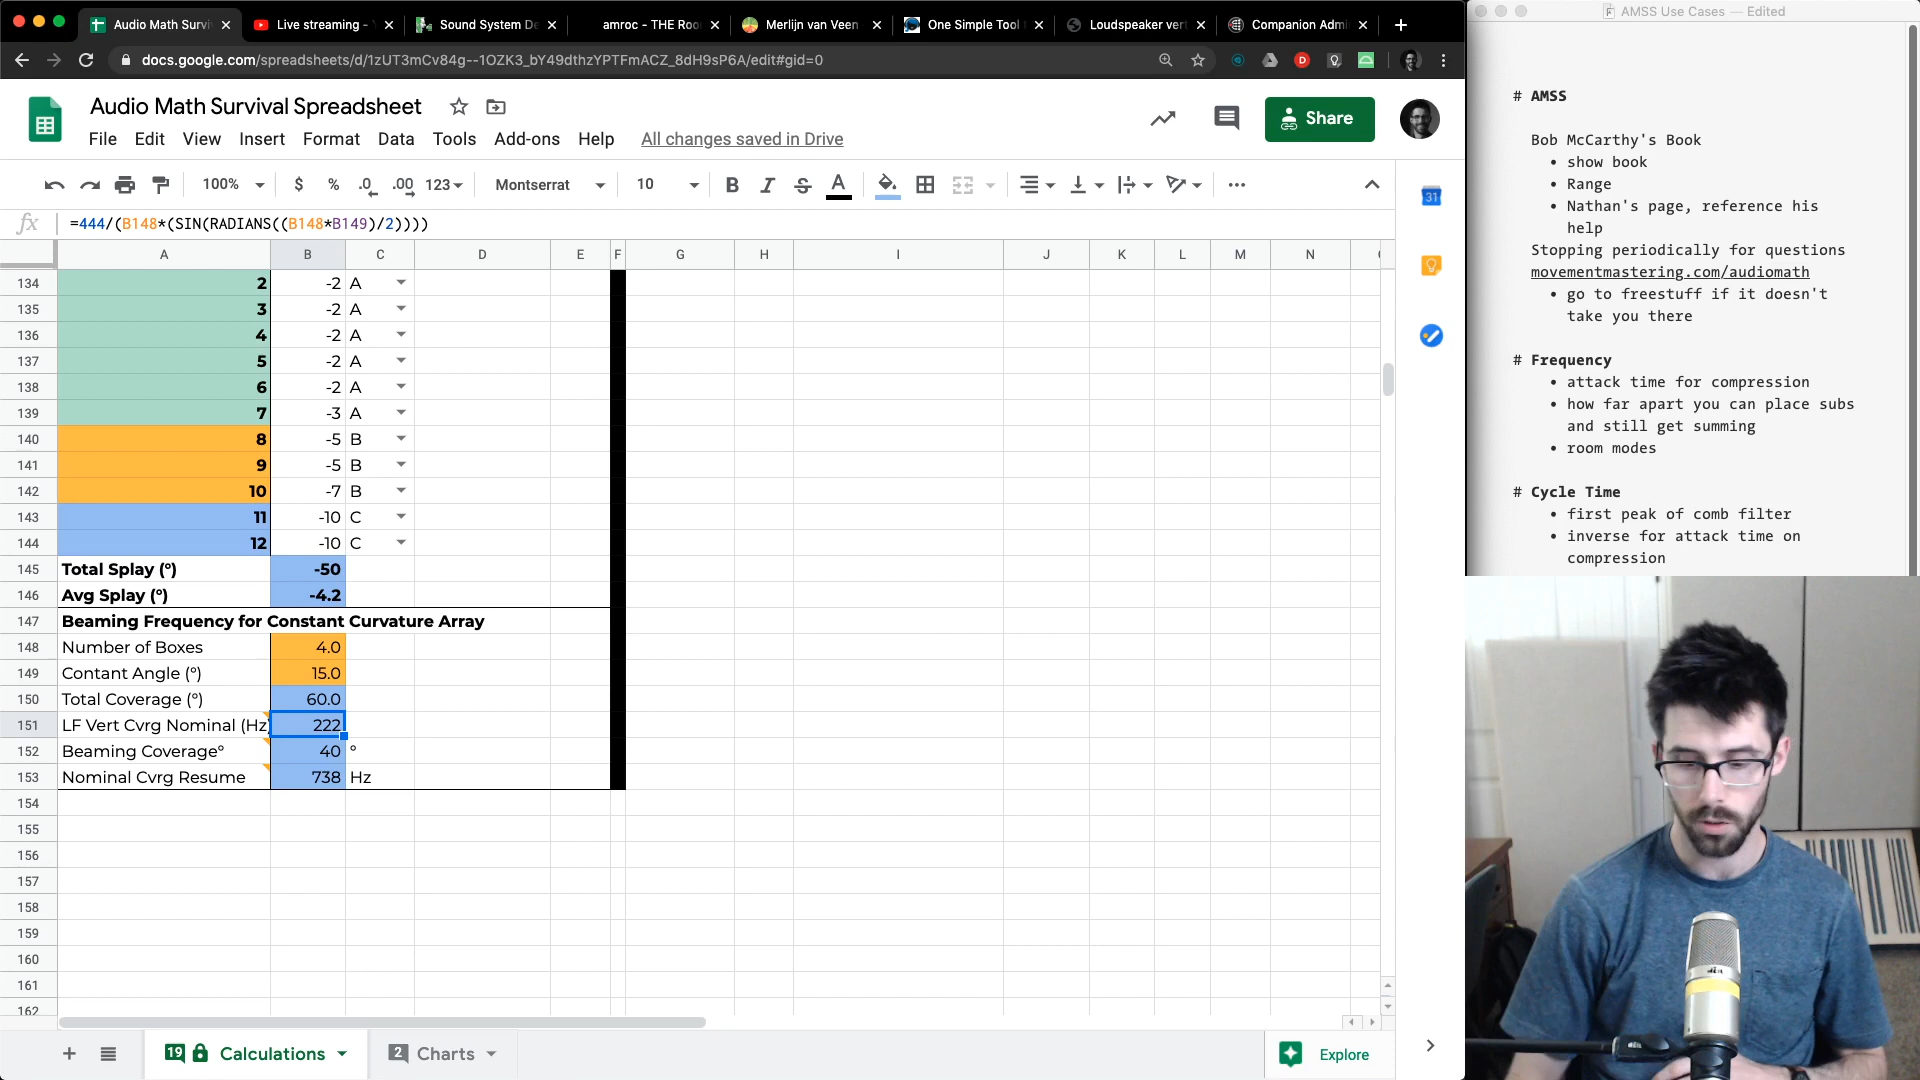 Audio Math Survi
Live streaming -
Sound System De
amroc - THE Roo
Merlijn van Veen
One Simple Tool
Loudspeaker vert
Companion Admi
docs.google.com/spreadsheets/d/1zUT3mCv84g--1OZK3_bY49dthzYPTFmACZ_8dH9sP6A/edit#gid=0
Audio Math Survival Spreadsheet
File Edit View Insert Format Data Tools Add-ons Help All changes saved in Drive
Share
100% $ % .0 .00 123 Montserrat 10 B I S A
fx =444/(B148*(SIN(RADIANS((B148*B149)/2))))
A B C D E F G H I J K L M N
134 2 -2 A
135 3 -2 A
136 4 -2 A
137 5 -2 A
138 6 -2 A
139 7 -3 A
140 8 -5 B
141 9 -5 B
142 10 -7 B
143 11 -10 C
144 12 -10 C
145 Total Splay (º) -50
146 Avg Splay (º) -4.2
147 Beaming Frequency for Constant Curvature Array
148 Number of Boxes 4.0
149 Contant Angle (º) 15.0
150 Total Coverage (º) 60.0
151 LF Vert Cvrg Nominal (Hz) 222
152 Beaming Coverageº 40 º
153 Nominal Cvrg Resume 738 Hz
154
155
156
157
158
159
160
161
162
19 Calculations
2 Charts
Explore
31
AMSS Use Cases — Edited
# AMSS
Bob McCarthy's Book
• show book
• Range
• Nathan's page, reference his
help
Stopping periodically for questions
movementmastering.com/audiomath
• go to freestuff if it doesn't
take you there
# Frequency
• attack time for compression
• how far apart you can place subs
and still get summing
• room modes
# Cycle Time
• first peak of comb filter
• inverse for attack time on
compression